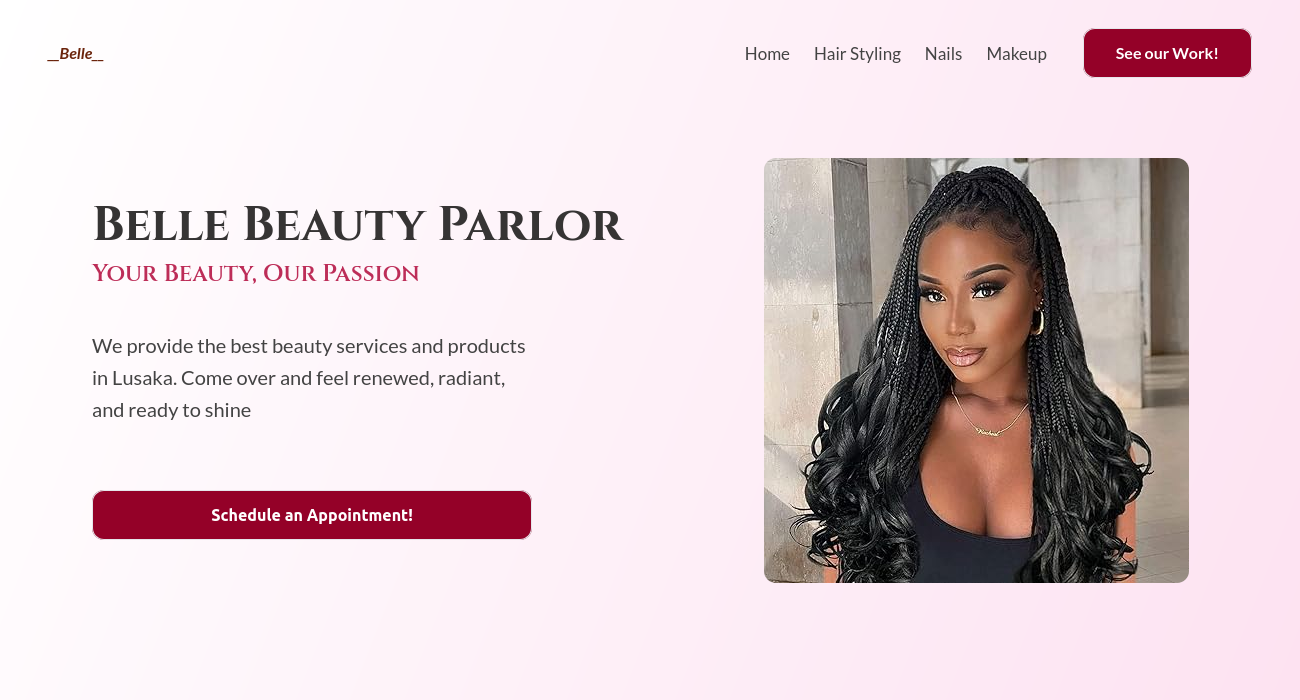 __Belle__
Home Hair Styling Nails Makeup See our Work!
Belle Beauty Parlor
Your Beauty, Our Passion
We provide the best beauty services and products
in Lusaka. Come over and feel renewed, radiant,
and ready to shine
Schedule an Appointment!